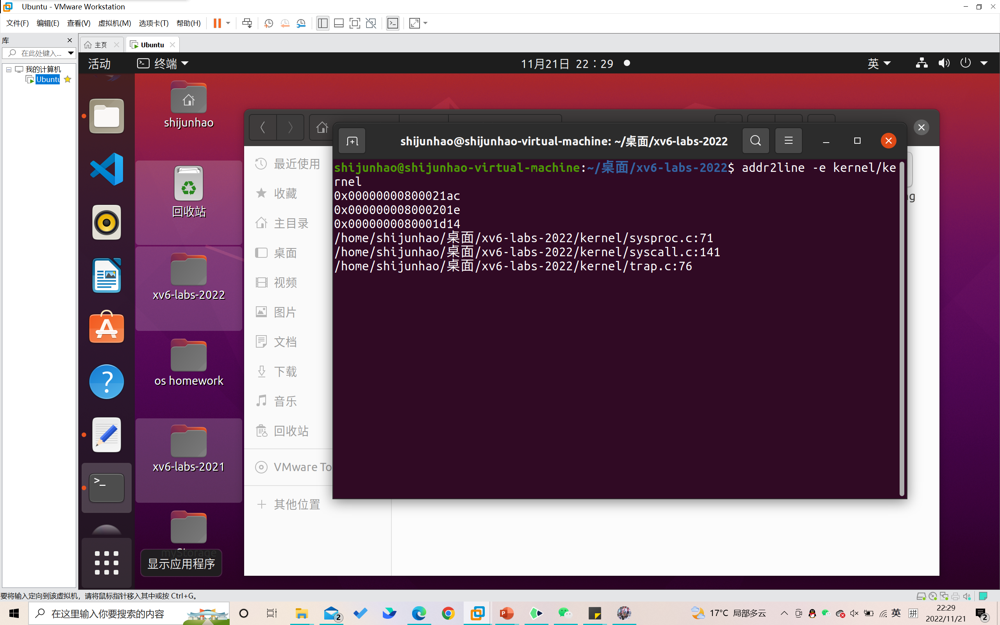 Ubuntu - VMware Workstation
文件(F) 编辑(E) 查看(V) 虚拟机(M) 选项卡(T) 帮助(H)
库
在此处键入...
我的计算机
Ubuntu
主页
Ubuntu
活动
终端
11月21日 22：29
英
shijunhao
回收站
xv6-labs-2022
os homework
xv6-labs-2021
myStorage
显示应用程序
最近使用
收藏
主目录
桌面
视频
图片
文档
下载
音乐
回收站
VMware To
其他位置
shijunhao@shijunhao-virtual-machine: ~/桌面/xv6-labs-2022
shijunhao@shijunhao-virtual-machine:~/桌面/xv6-labs-2022$ addr2line -e kernel/ke
rnel
0x00000000800021ac
0x000000008000201e
0x0000000080001d14
/home/shijunhao/桌面/xv6-labs-2022/kernel/sysproc.c:71
/home/shijunhao/桌面/xv6-labs-2022/kernel/syscall.c:141
/home/shijunhao/桌面/xv6-labs-2022/kernel/trap.c:76
要将输入定向到该虚拟机，请将鼠标指针移入其中或按 Ctrl+G。
在这里输入你要搜索的内容
2
17°C 局部多云
英
拼
22:29
2022/11/21
2